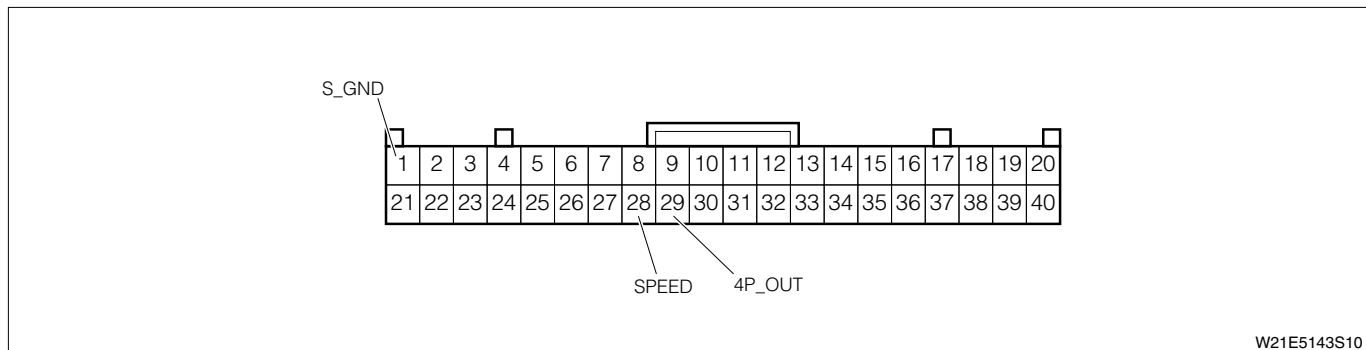 S_GND
1 2 3 4 5 6 7 8 9 10 11 12 13 14 15 16 17 18 19 20
21 22 23 24 25 26 27 28 29 30 31 32 33 34 35 36 37 38 39 40
SPEED 4P_OUT
W21E5143S10